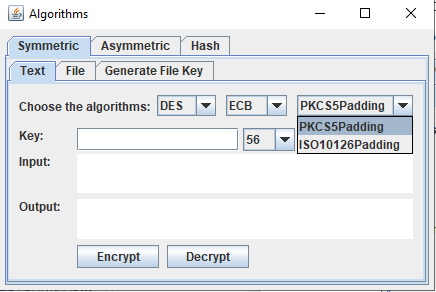 Algorithms
Symmetric Asymmetric Hash
Text File Generate File Key
Choose the algorithms: DES ECB PKCS5Padding
PKCS5Padding
ISO10126Padding
Key: 56
Input:
Output:
Encrypt Decrypt